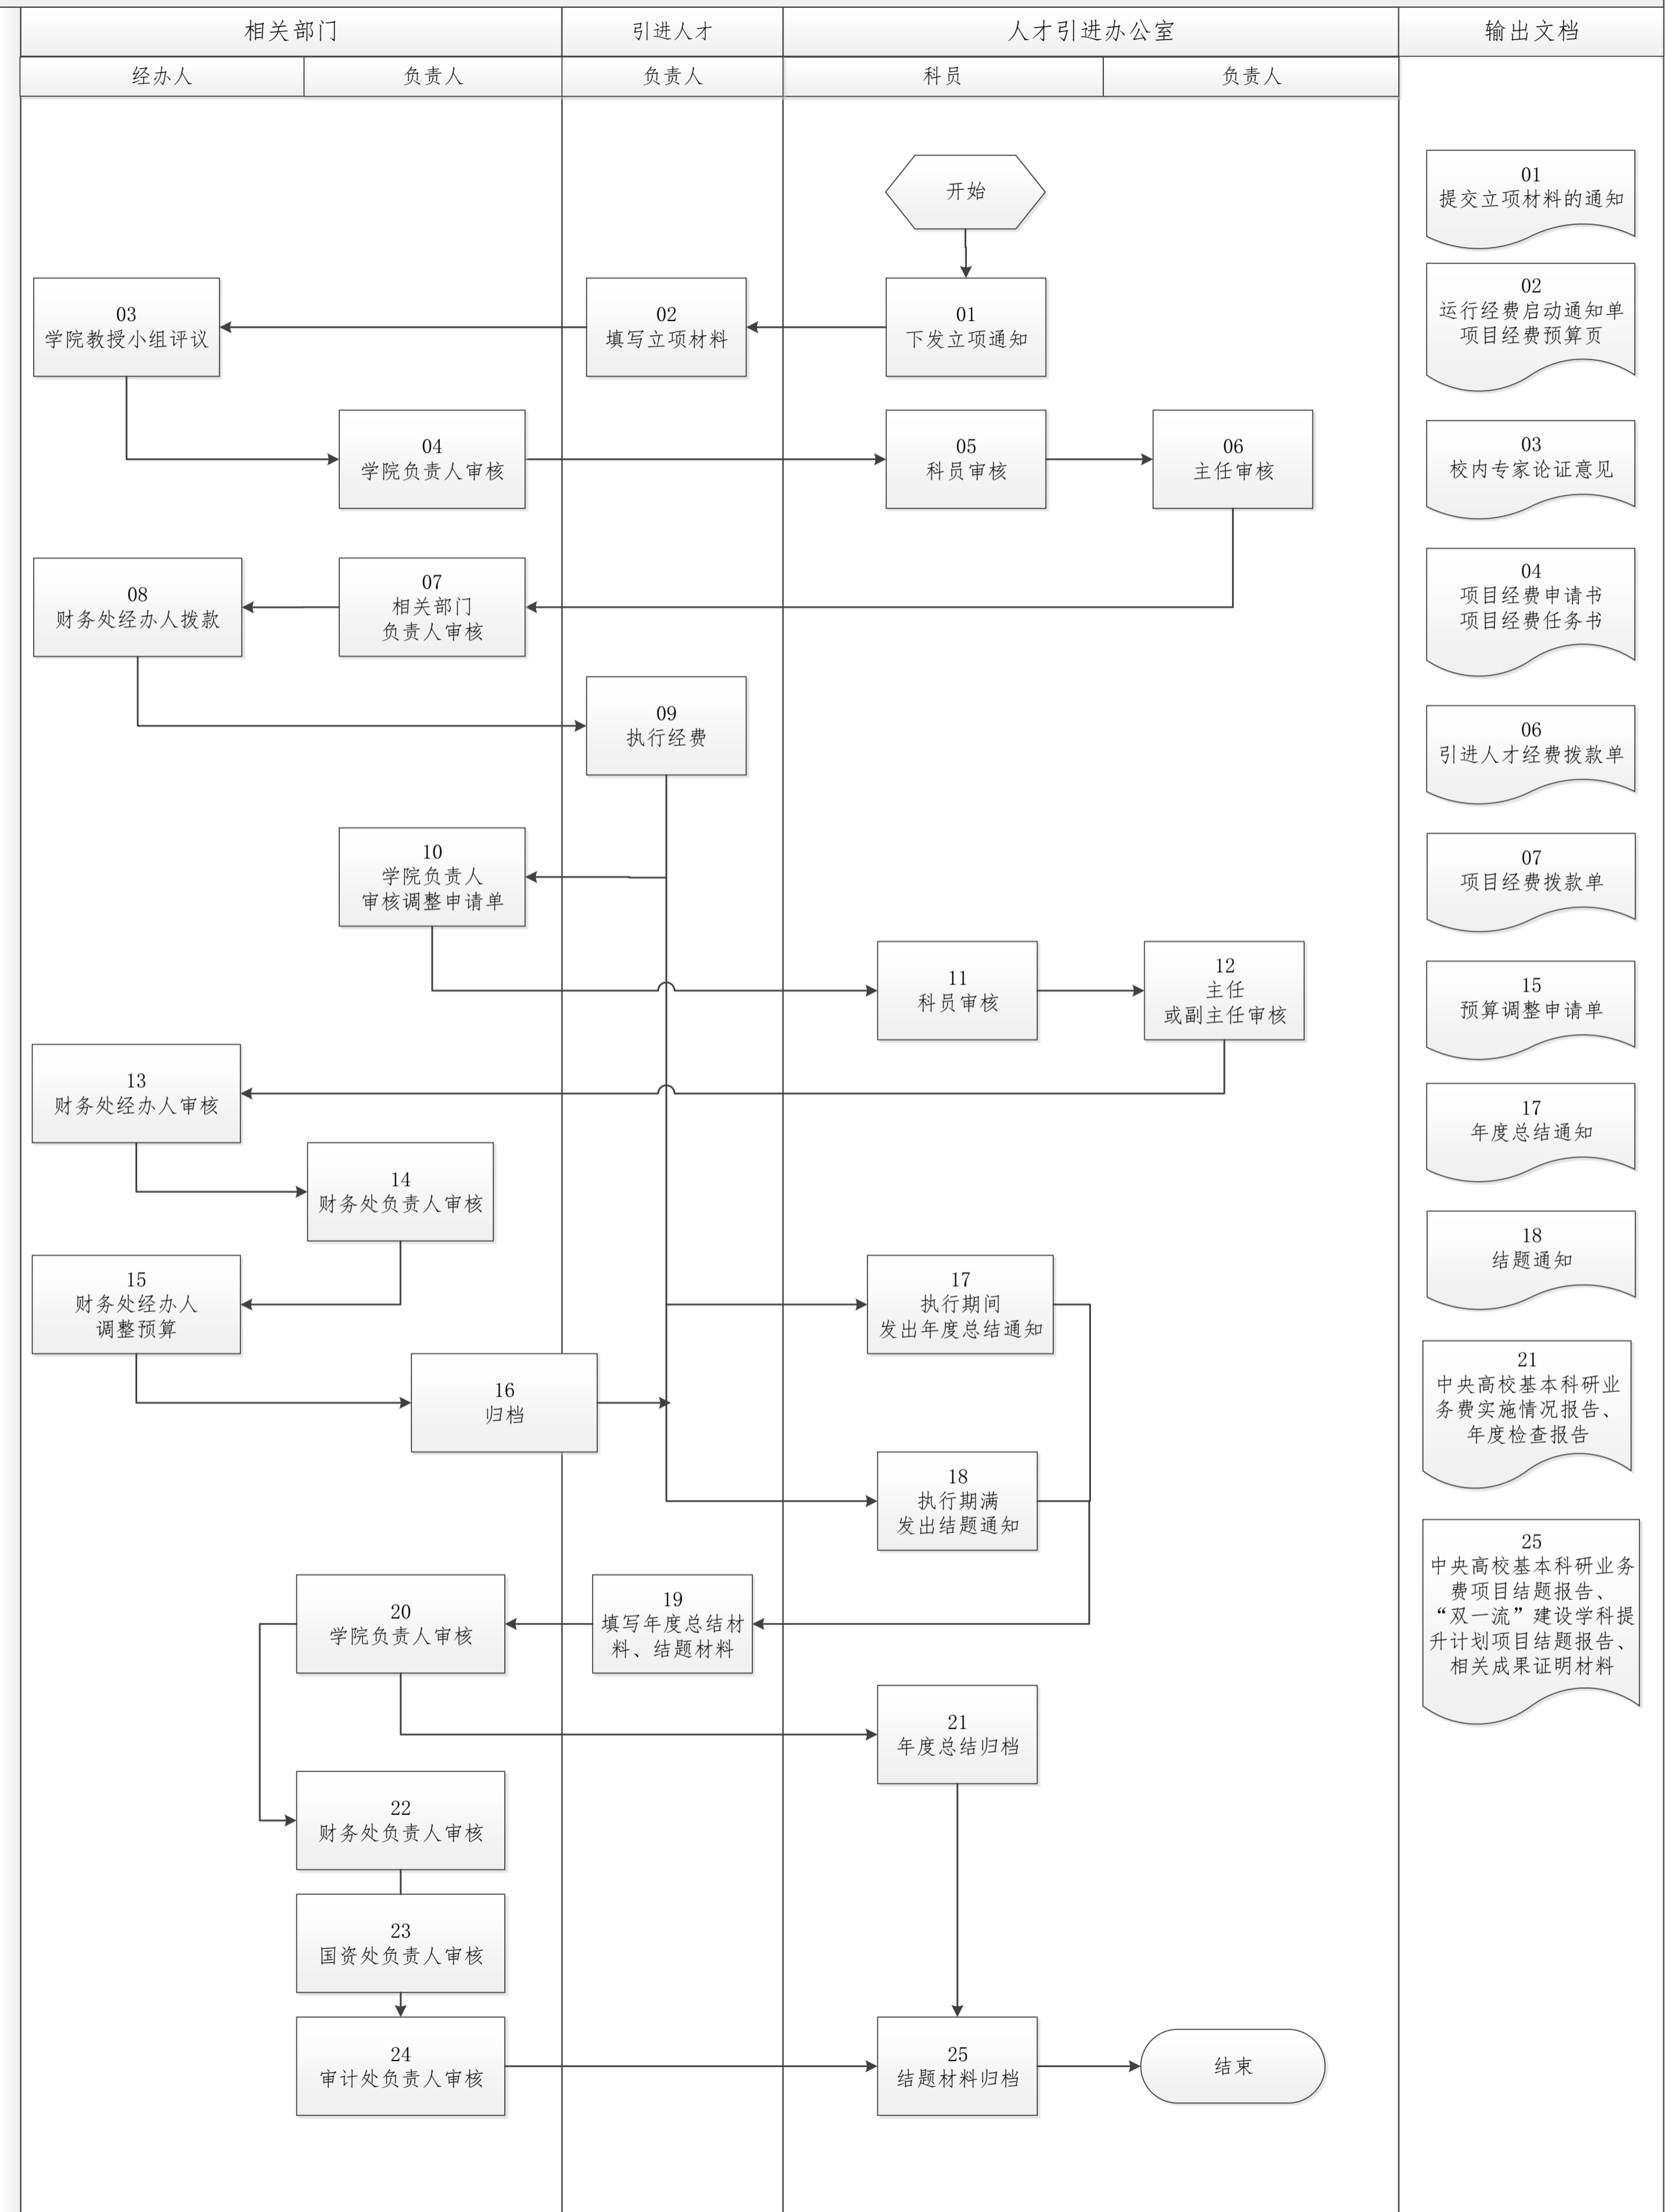 相关部门
引进人才
人才引进办公室
输出文档
经办人
负责人
负责人
科员
负责人
开始
01
下发立项通知
02
填写立项材料
03
学院教授小组评议
04
学院负责人审核
05
科员审核
06
主任审核
07
相关部门
负责人审核
08
财务处经办人拨款
09
执行经费
10
学院负责人
审核调整申请单
11
科员审核
12
主任
或副主任审核
13
财务处经办人审核
14
财务处负责人审核
15
财务处经办人
调整预算
16
归档
17
执行期间
发出年度总结通知
18
执行期满
发出结题通知
19
填写年度总结材
料、结题材料
20
学院负责人审核
21
年度总结归档
22
财务处负责人审核
23
国资处负责人审核
24
审计处负责人审核
25
结题材料归档
结束
01
提交立项材料的通知
02
运行经费启动通知单
项目经费预算页
03
校内专家论证意见
04
项目经费申请书
项目经费任务书
06
引进人才经费拨款单
07
项目经费拨款单
15
预算调整申请单
17
年度总结通知
18
结题通知
21
中央高校基本科研业
务费实施情况报告、
年度检查报告
25
中央高校基本科研业务
费项目结题报告、
“双一流”建设学科提
升计划项目结题报告、
相关成果证明材料